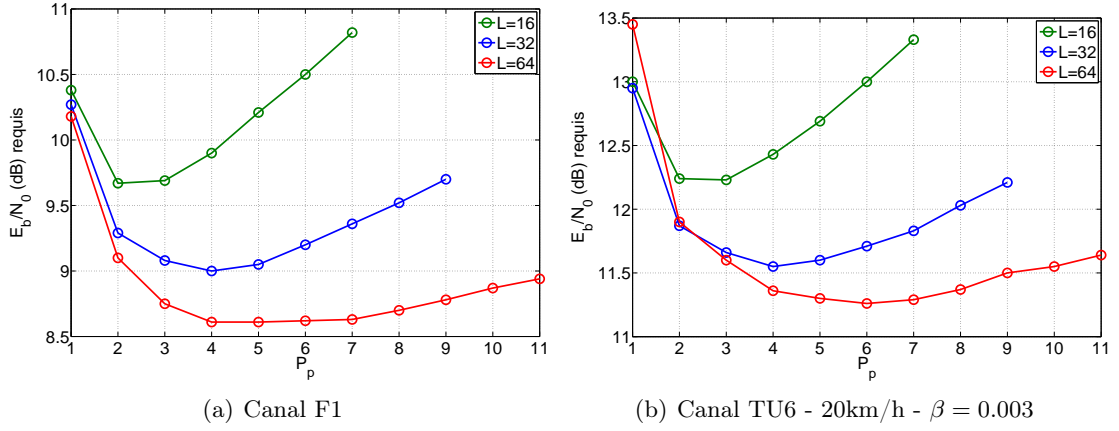 11
10.5
10
9.5
9
8.5
E_b/N_0 (dB) requis
1 2 3 4 5 6 7 8 9 10 11
P_p
L=16
L=32
L=64
(a) Canal F1
13.5
13
12.5
12
11.5
11
E_b/N_0 (dB) requis
1 2 3 4 5 6 7 8 9 10 11
P_p
L=16
L=32
L=64
(b) Canal TU6 - 20km/h - β = 0.003